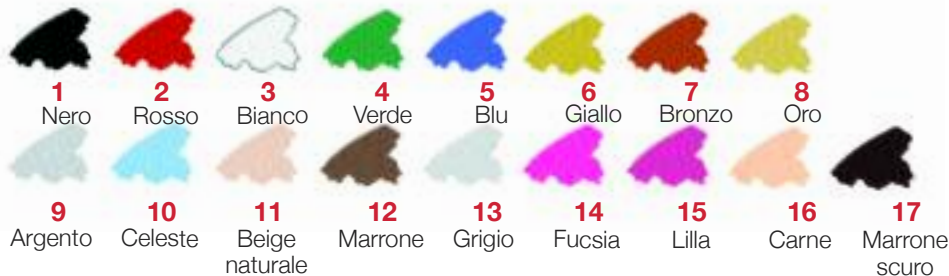 1 2 3 4 5 6 7 8
Nero Rosso Bianco Verde Blu Giallo Bronzo Oro
9 10 11 12 13 14 15 16 17
Argento Celeste Beige Marrone Grigio Fucsia Lilla Carne Marrone
naturale scuro